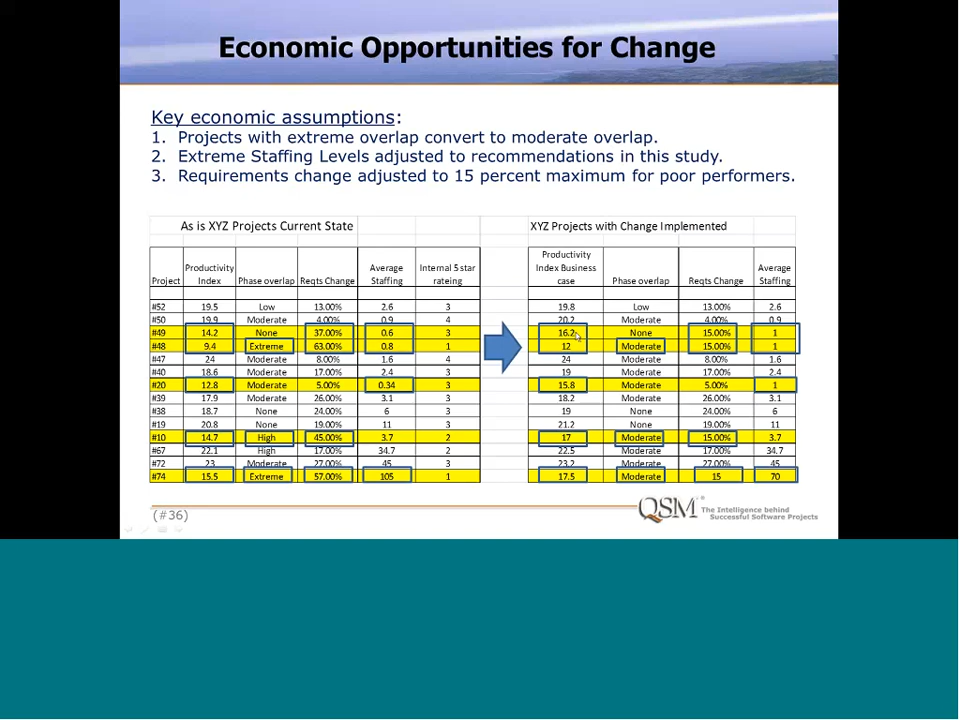 Economic Opportunities for Change
Key economic assumptions:
1. Projects with extreme overlap convert to moderate overlap.
2. Extreme Staffing Levels adjusted to recommendations in this study.
3. Requirements change adjusted to 15 percent maximum for poor performers.
As is XYZ Projects Current State XYZ Projects with Change Implemented
Project Productivity Index Phase overlap Reqts Change Average Staffing Internal 5 star rateing Productivity Index Business case Phase overlap Reqts Change Average Staffing
#52 19.5 Low 13.00% 2.6 3 19.8 Low 13.00% 2.6
#50 19.9 Moderate 4.00% 0.9 4 20.2 Moderate 4.00% 0.9
#49 14.2 None 37.00% 0.6 3 16.2 None 15.00% 1
#48 9.4 Extreme 63.00% 0.8 1 12 Moderate 15.00% 1
#47 24 Moderate 8.00% 1.6 4 24 Moderate 8.00% 1.6
#40 18.6 Moderate 17.00% 2.4 3 19 Moderate 17.00% 2.4
#20 12.8 Moderate 5.00% 0.34 3 15.8 Moderate 5.00% 1
#39 17.9 Moderate 26.00% 3.1 3 18.2 Moderate 26.00% 3.1
#38 18.7 None 24.00% 6 3 19 None 24.00% 6
#19 20.8 None 19.00% 11 3 21.2 None 19.00% 11
#10 14.7 High 45.00% 3.7 2 17 Moderate 15.00% 3.7
#67 22.1 High 17.00% 34.7 2 22.5 Moderate 17.00% 34.7
#72 23 Moderate 27.00% 45 3 23.2 Moderate 27.00% 45
#74 15.5 Extreme 57.00% 105 1 17.5 Moderate 15 70
(#36)
QSM ® The Intelligence behind
Successful Software Projects